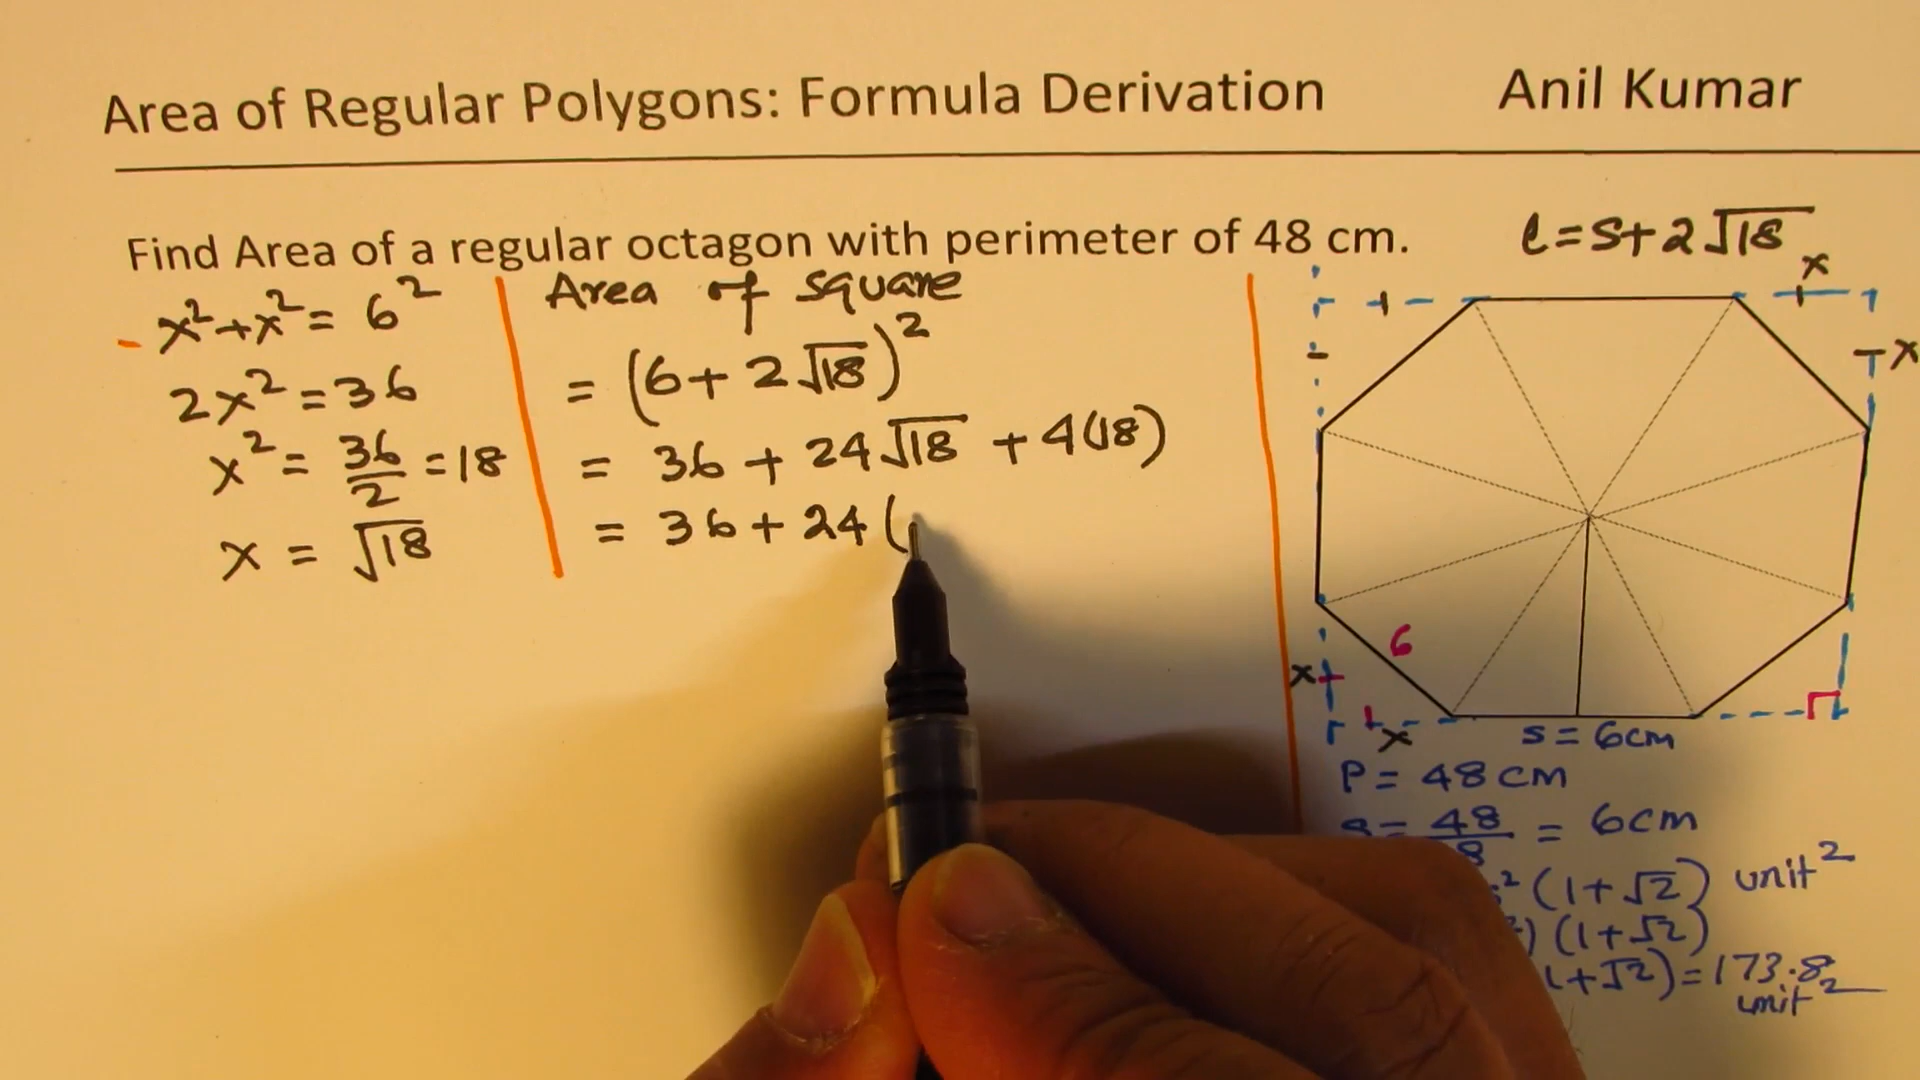 Area of Regular Polygons: Formula Derivation Anil Kumar
Find Area of a regular octagon with perimeter of 48 cm.
x² + x² = 6²
2x² = 36
x² = 36/2 = 18
x = √18
Area of square
= (6 + 2√18)²
= 36 + 24√18 + 4(18)
= 36 + 24(
l = s + 2√18
x
x
6
x
x
s = 6cm
P = 48 cm
s = 48/8 = 6cm
² (1+√2) unit²
) (1+√2)
(1+√2) = 173.8
unit²